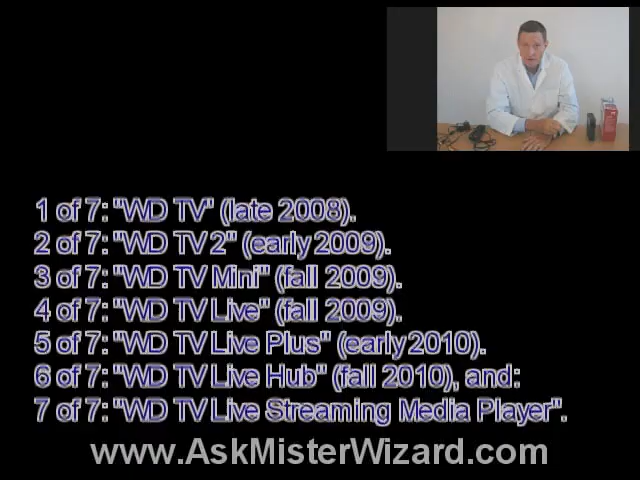 1 of 7: "WD TV" (late 2008).
2 of 7: "WD TV 2" (early 2009).
3 of 7: "WD TV Mini" (fall 2009).
4 of 7: "WD TV Live" (fall 2009).
5 of 7: "WD TV Live Plus" (early 2010).
6 of 7: "WD TV Live Hub" (fall 2010), and:
7 of 7: "WD TV Live Streaming Media Player".
www.AskMisterWizard.com